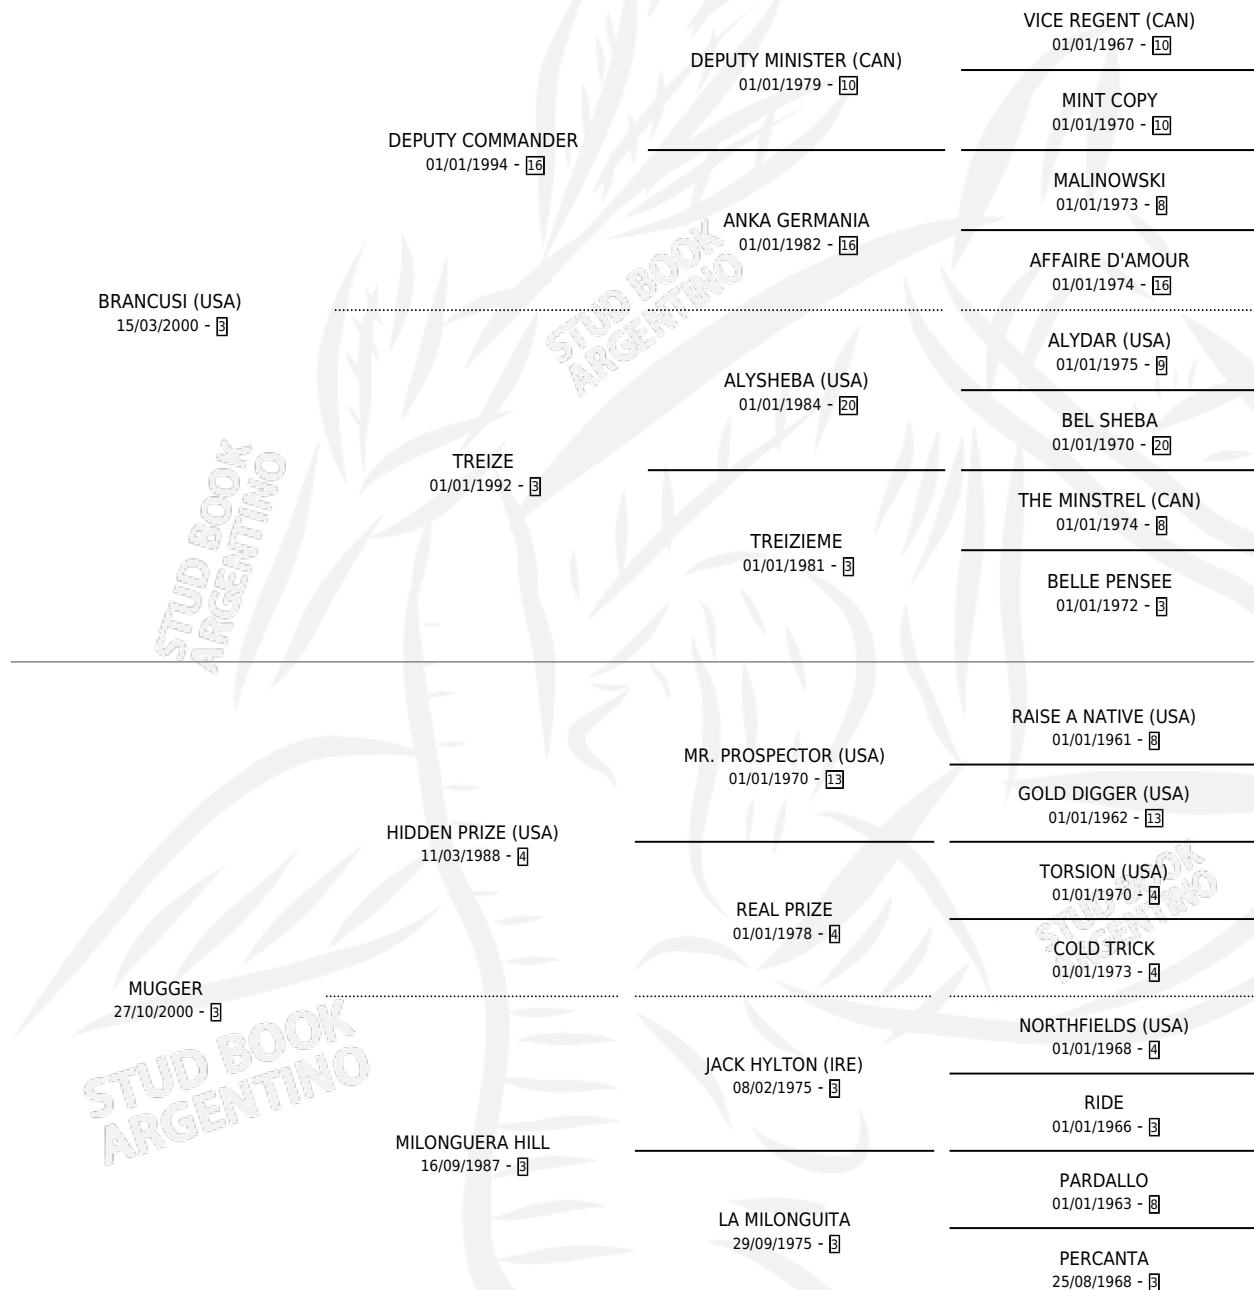 VICE REGENT (CAN)
01/01/1967 - 10
DEPUTY MINISTER (CAN)
01/01/1979 - 10
MINT COPY
01/01/1970 - 10
DEPUTY COMMANDER
01/01/1994 - 16
MALINOWSKI
01/01/1973 - 8
ANKA GERMANIA
01/01/1982 - 16
AFFAIRE D'AMOUR
01/01/1974 - 16
BRANCUSI (USA)
15/03/2000 - 3
ALYDAR (USA)
01/01/1975 - 9
ALYSHEBA (USA)
01/01/1984 - 20
BEL SHEBA
01/01/1970 - 20
TREIZE
01/01/1992 - 3
THE MINSTREL (CAN)
01/01/1974 - 8
TREIZIEME
01/01/1981 - 3
BELLE PENSEE
01/01/1972 - 3
RAISE A NATIVE (USA)
01/01/1961 - 8
MR. PROSPECTOR (USA)
01/01/1970 - 13
GOLD DIGGER (USA)
01/01/1962 - 13
HIDDEN PRIZE (USA)
11/03/1988 - 4
TORSION (USA)
01/01/1970 - 4
REAL PRIZE
01/01/1978 - 4
COLD TRICK
01/01/1973 - 4
MUGGER
27/10/2000 - 3
NORTHFIELDS (USA)
01/01/1968 - 4
JACK HYLTON (IRE)
08/02/1975 - 3
RIDE
01/01/1966 - 3
MILONGUERA HILL
16/09/1987 - 3
PARDALLO
01/01/1963 - 8
LA MILONGUITA
29/09/1975 - 3
PERCANTA
25/08/1968 - 3
STUD BOOK
ARGENTINO
STUD BOOK
ARGENTINO
STUD BOOK
ARGENTINO
STUD BOOK
ARGENTINO